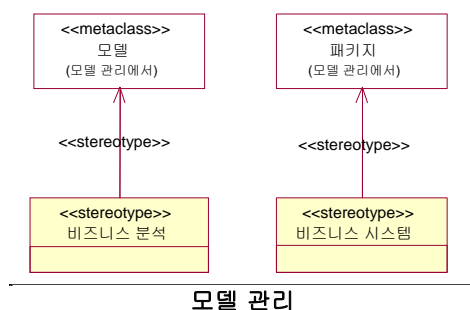 <<metaclass>>
모델
(모델 관리에서)
<<metaclass>>
패키지
(모델 관리에서)
<<stereotype>>
<<stereotype>>
<<stereotype>>
비즈니스 분석
<<stereotype>>
비즈니스 시스템
모델 관리